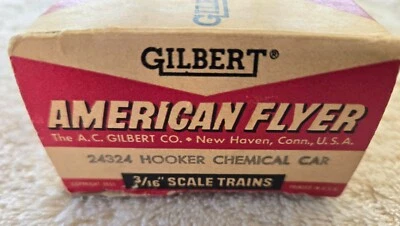 GILBERT®
AMERICAN FLYER
The A.C. GILBERT CO. • New Haven, Conn., U.S.A.
24324 HOOKER CHEMICAL CAR
3/16" SCALE TRAINS